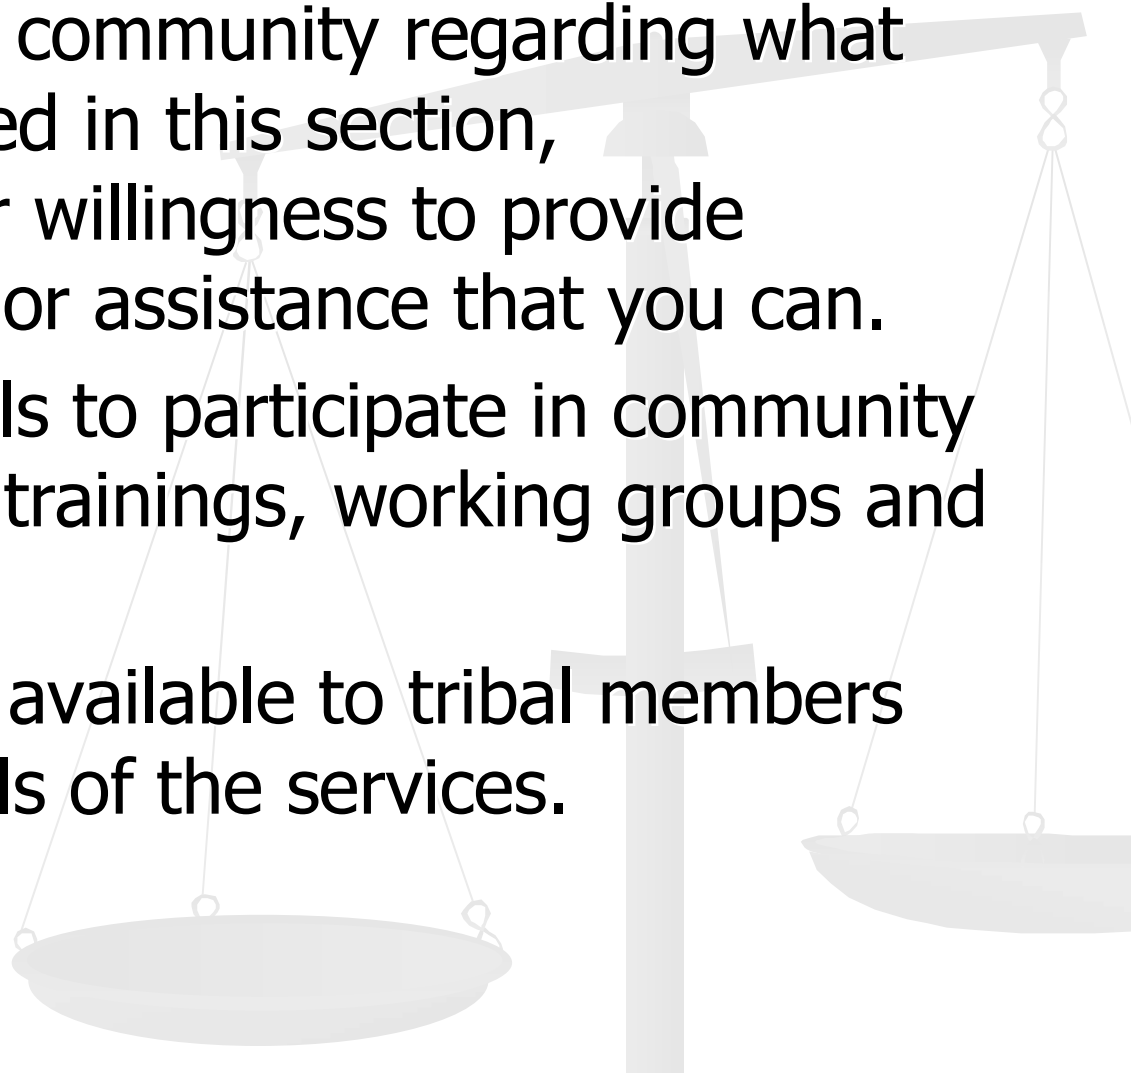 community regarding what
ed in this section,
r willingness to provide
or assistance that you can.
ls to participate in community
trainings, working groups and
available to tribal members
ls of the services.